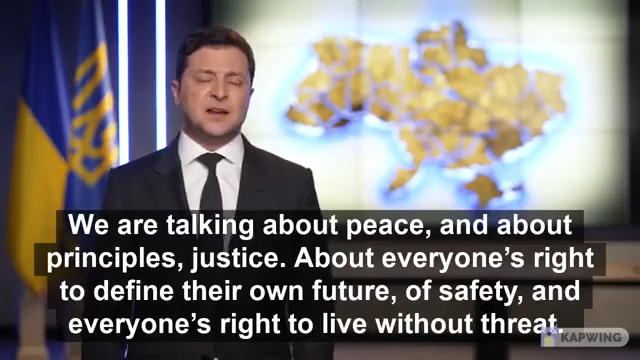 We are talking about peace, and about
principles, justice. About everyone’s right
to define their own future, of safety, and
everyone’s right to live without threat.
KAPWING